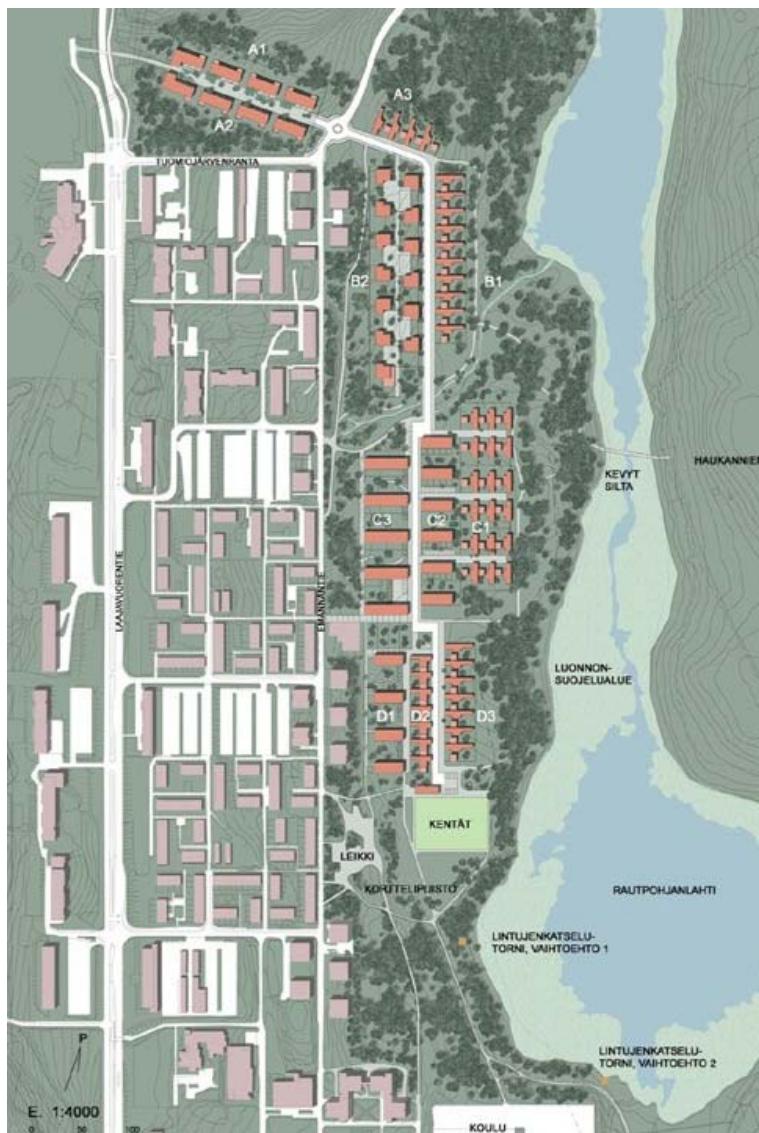 A1
A3
A2
TUOMIOJÄRVENRANTA
B2
B1
HAUKANNIEM
KEVYT
SILTA
C3
C2
C1
LAAJAVUORENTIE
EMÄNNÄNTIE
LUONNON-
SUOJELUALUE
D1
D2
D3
KENTÄT
LEIKKI
KORTTELIPUISTO
RAUTPOHJANLAHTI
LINTUJENKATSELU-
TORNI, VAIHTOEHTO 1
P
LINTUJENKATSELU-
TORNI, VAIHTOEHTO 2
E. 1:4000
0 50 100
KOULU